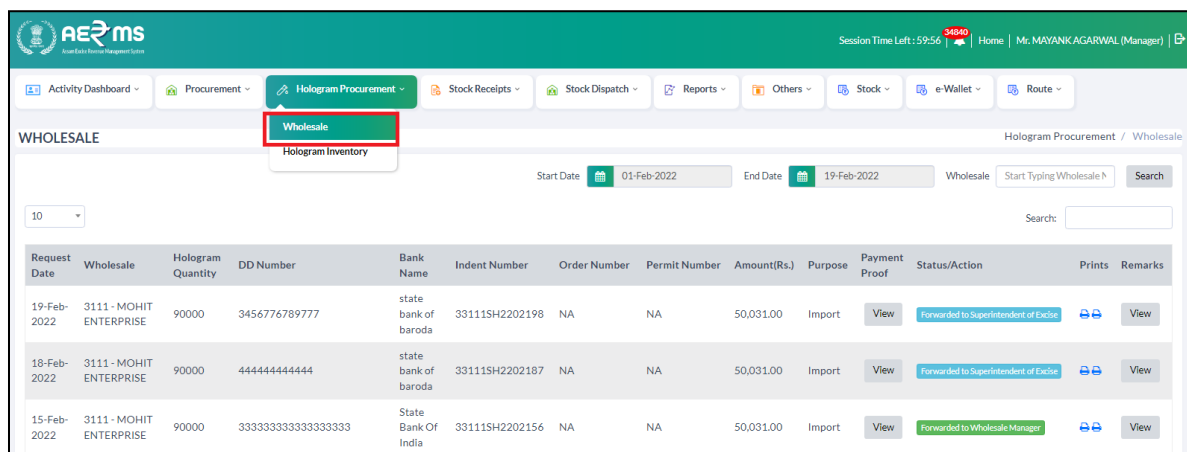 AERMS
Session Time Left : 59:56 | 34840 | Home | Mr. MAYANK AGARWAL (Manager) |
Activity Dashboard Procurement Hologram Procurement Stock Receipts Stock Dispatch Reports Others Stock e-Wallet Route
Wholesale
Hologram Inventory
WHOLESALE
Hologram Procurement / Wholesale
Start Date 01-Feb-2022 End Date 19-Feb-2022 Wholesale Start Typing Wholesale N Search
10 Search:
Request Date Wholesale Hologram Quantity DD Number Bank Name Indent Number Order Number Permit Number Amount(Rs.) Purpose Payment Proof Status/Action Prints Remarks
19-Feb-2022 3111 - MOHIT ENTERPRISE 90000 3456776789777 state bank of baroda 33111SH2202198 NA NA 50,031.00 Import View Forwarded to Superintendent of Excise View
18-Feb-2022 3111 - MOHIT ENTERPRISE 90000 444444444444 state bank of baroda 33111SH2202187 NA NA 50,031.00 Import View Forwarded to Superintendent of Excise View
15-Feb-2022 3111 - MOHIT ENTERPRISE 90000 333333333333333333 State Bank Of India 33111SH2202156 NA NA 50,031.00 Import View Forwarded to Wholesale Manager View